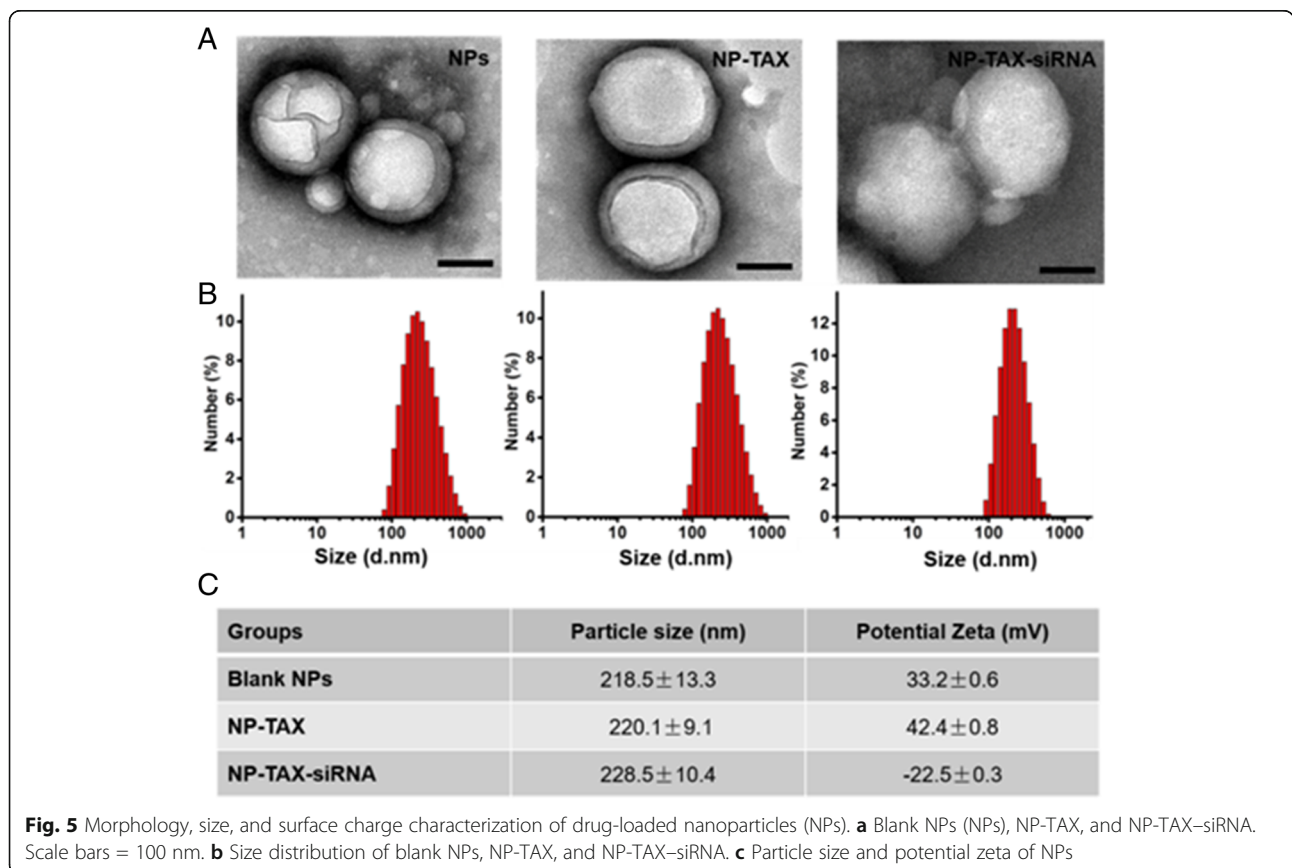 A
NPs
NP-TAX
NP-TAX-siRNA
B
Number (%)
10
8
6
4
2
0
1 10 100 1000
Size (d.nm)
Number (%)
10
8
6
4
2
0
1 10 100 1000
Size (d.nm)
Number (%)
12
10
8
6
4
2
0
1 10 100 1000
Size (d.nm)
C
Groups Particle size (nm) Potential Zeta (mV)
Blank NPs 218.5±13.3 33.2±0.6
NP-TAX 220.1±9.1 42.4±0.8
NP-TAX-siRNA 228.5±10.4 -22.5±0.3
Fig. 5 Morphology, size, and surface charge characterization of drug-loaded nanoparticles (NPs). a Blank NPs (NPs), NP-TAX, and NP-TAX–siRNA.
Scale bars = 100 nm. b Size distribution of blank NPs, NP-TAX, and NP-TAX–siRNA. c Particle size and potential zeta of NPs